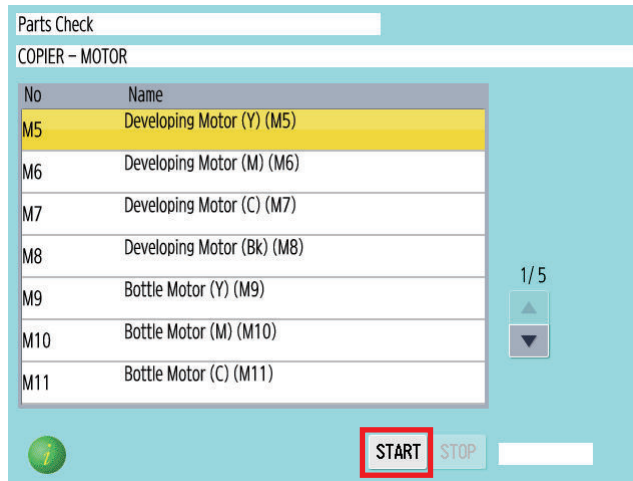 Parts Check
COPIER – MOTOR
No Name
M5 Developing Motor (Y) (M5)
M6 Developing Motor (M) (M6)
M7 Developing Motor (C) (M7)
M8 Developing Motor (Bk) (M8)
M9 Bottle Motor (Y) (M9)
M10 Bottle Motor (M) (M10)
M11 Bottle Motor (C) (M11)
1/5
i
START STOP